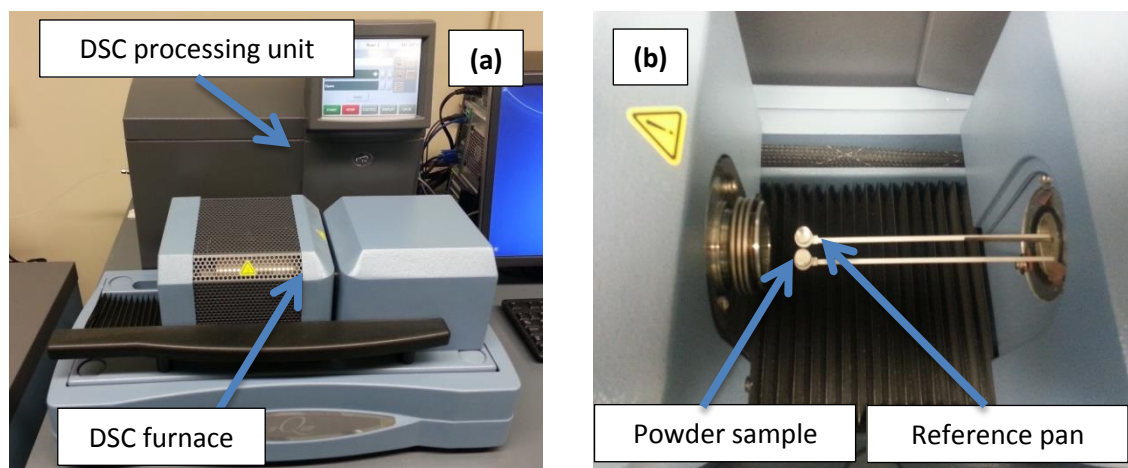 DSC processing unit
(a)
DSC furnace
(b)
Powder sample
Reference pan